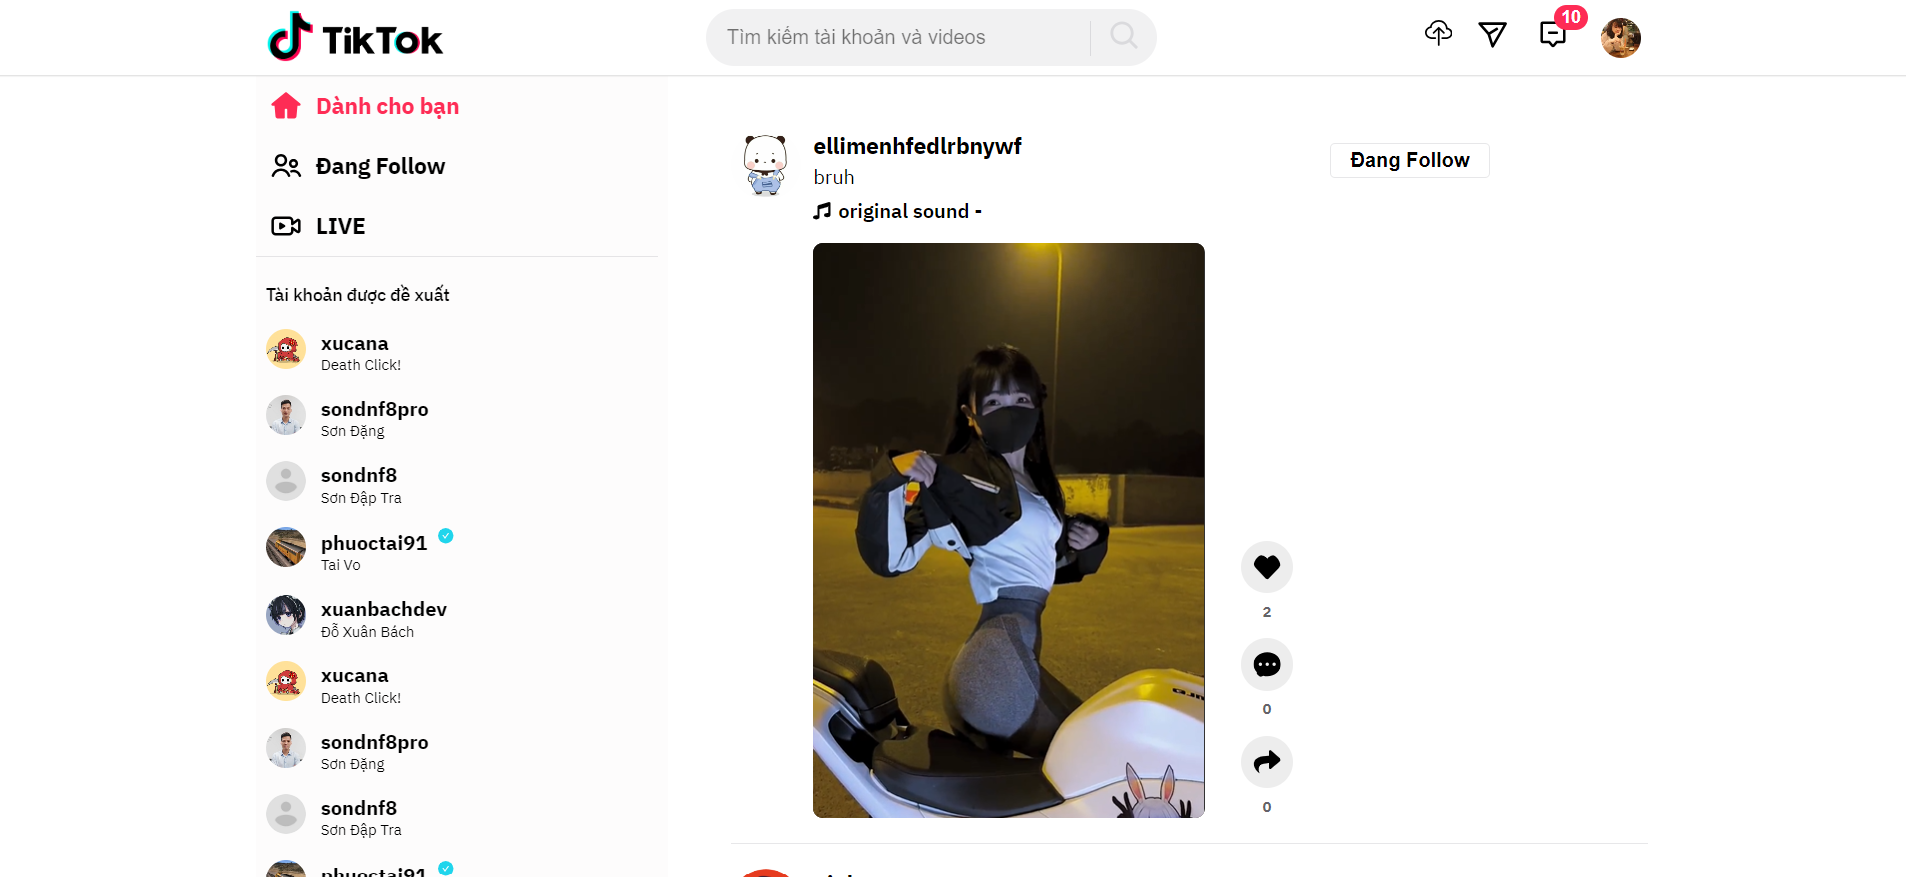 TikTok
Tìm kiếm tài khoản và videos
10
Dành cho bạn
Đang Follow
LIVE
Tài khoản được đề xuất
xucana
Death Click!
sondnf8pro
Sơn Đặng
sondnf8
Sơn Đập Tra
phuoctai91
Tai Vo
xuanbachdev
Đỗ Xuân Bách
xucana
Death Click!
sondnf8pro
Sơn Đặng
sondnf8
Sơn Đập Tra
phuoctai91
ellimenhfedlrbnywf
bruh
original sound -
Đang Follow
2
0
0